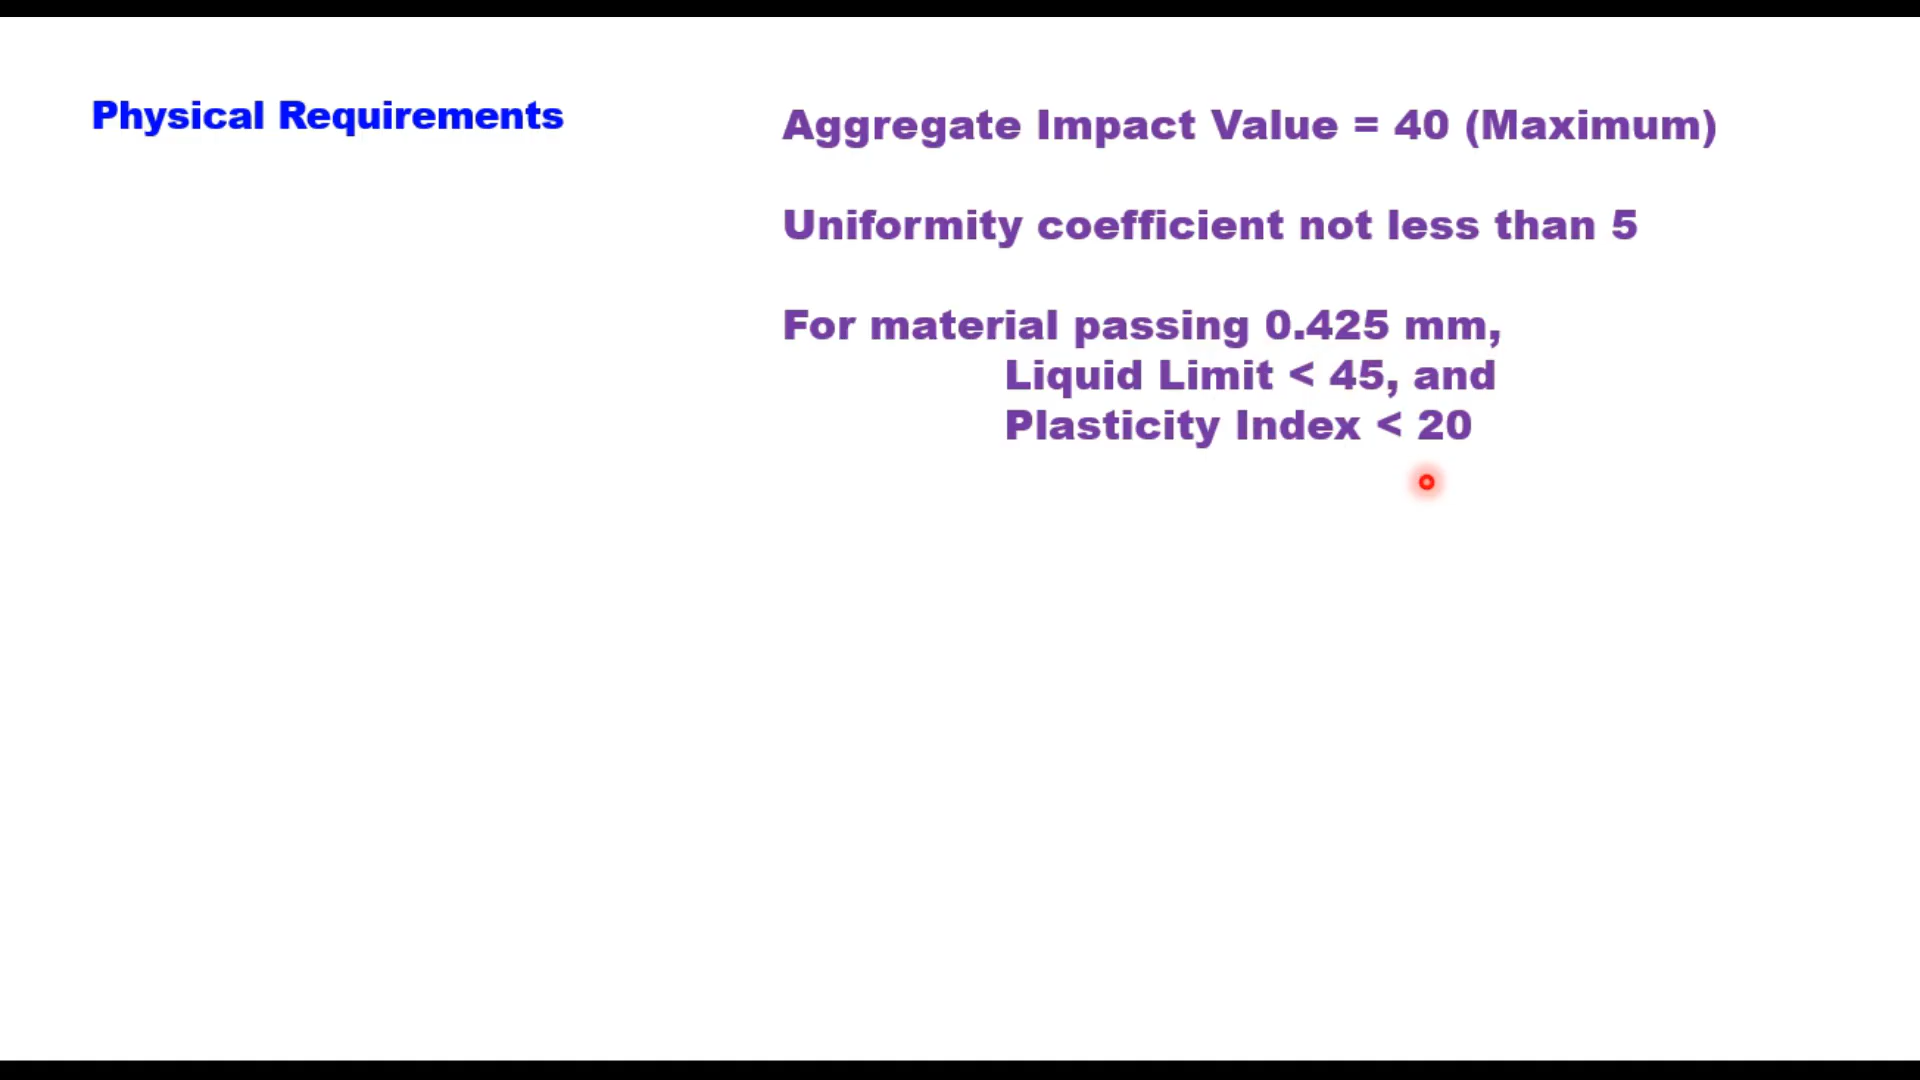 Physical Requirements
Aggregate Impact Value = 40 (Maximum)
Uniformity coefficient not less than 5
For material passing 0.425 mm,
Liquid Limit < 45, and
Plasticity Index < 20